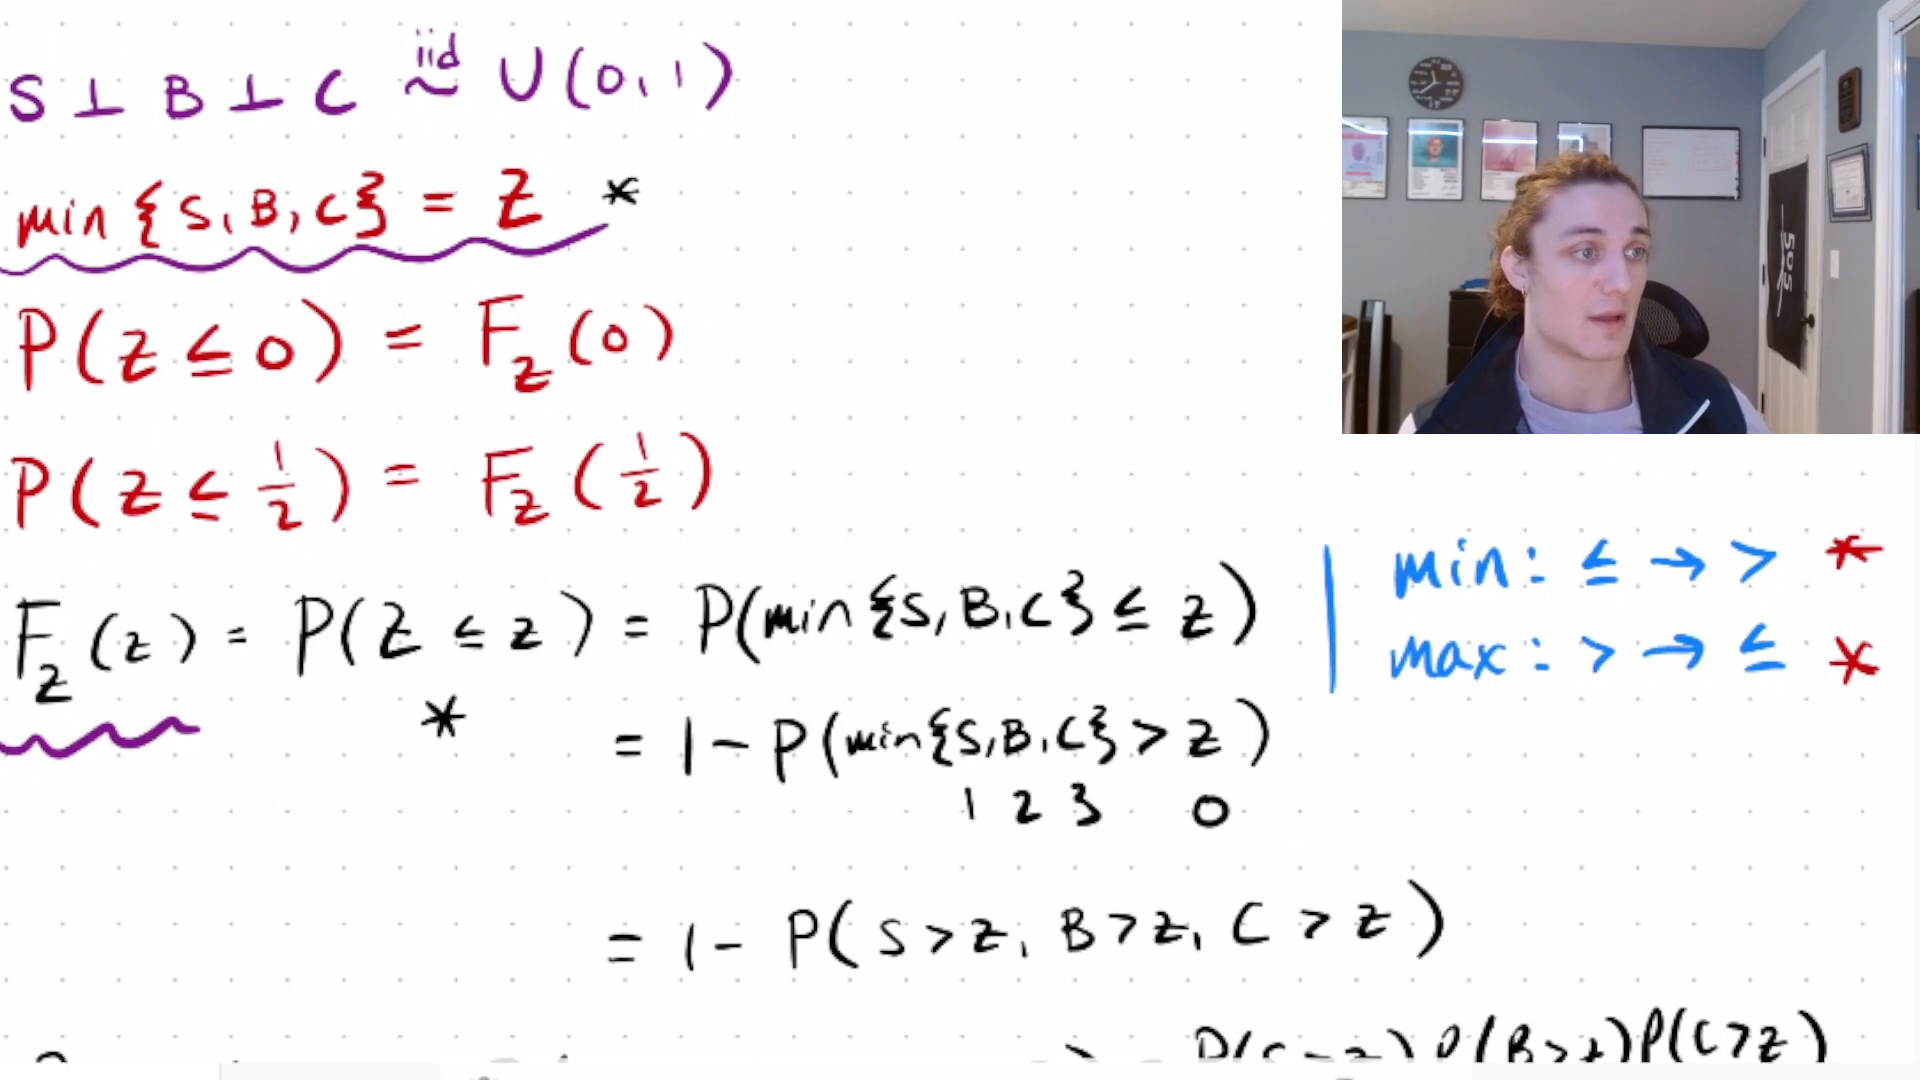 S ⊥ B ⊥ C iid ~ U(0,1)
min{S,B,C} = Z *
P(Z ≤ 0) = F_Z(0)
P(Z ≤ 1/2) = F_Z(1/2)
F_Z(z) = P(Z ≤ z) = P(min{S,B,C} ≤ z)
*
= 1 - P(min{S,B,C} > z)
1 2 3 0
= 1 - P(S>z, B>z, C>z)
P(B>z)P(C>z)
min: ≤ → > *
max: > → ≤ *
505